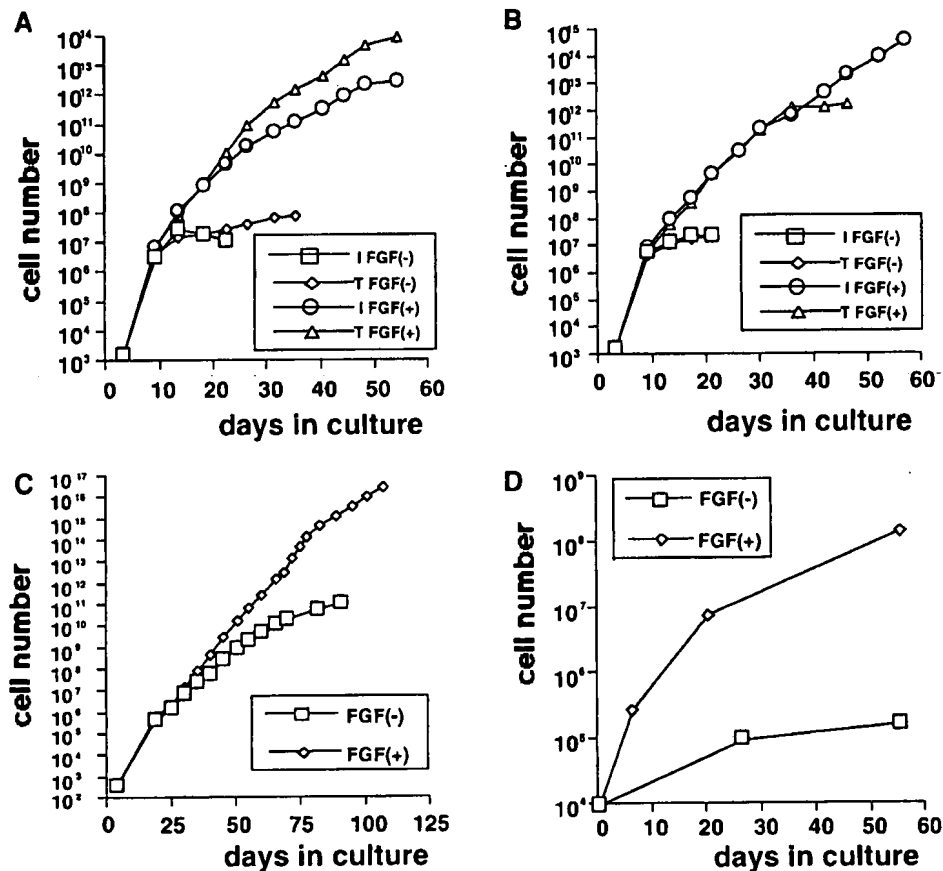 A
cell number
10^14
10^13
10^12
10^11
10^10
10^9
10^8
10^7
10^6
10^5
10^4
10^3
0 10 20 30 40 50 60
days in culture
I FGF(-)
T FGF(-)
I FGF(+)
T FGF(+)
B
cell number
10^15
10^14
10^13
10^12
10^11
10^10
10^9
10^8
10^7
10^6
10^5
10^4
10^3
0 10 20 30 40 50 60
days in culture
I FGF(-)
T FGF(-)
I FGF(+)
T FGF(+)
C
cell number
10^17
10^16
10^15
10^14
10^13
10^12
10^11
10^10
10^9
10^8
10^7
10^6
10^5
10^4
10^3
10^2
0 25 50 75 100 125
days in culture
FGF(-)
FGF(+)
D
cell number
10^9
10^8
10^7
10^6
10^5
10^4
0 10 20 30 40 50 60
days in culture
FGF(-)
FGF(+)